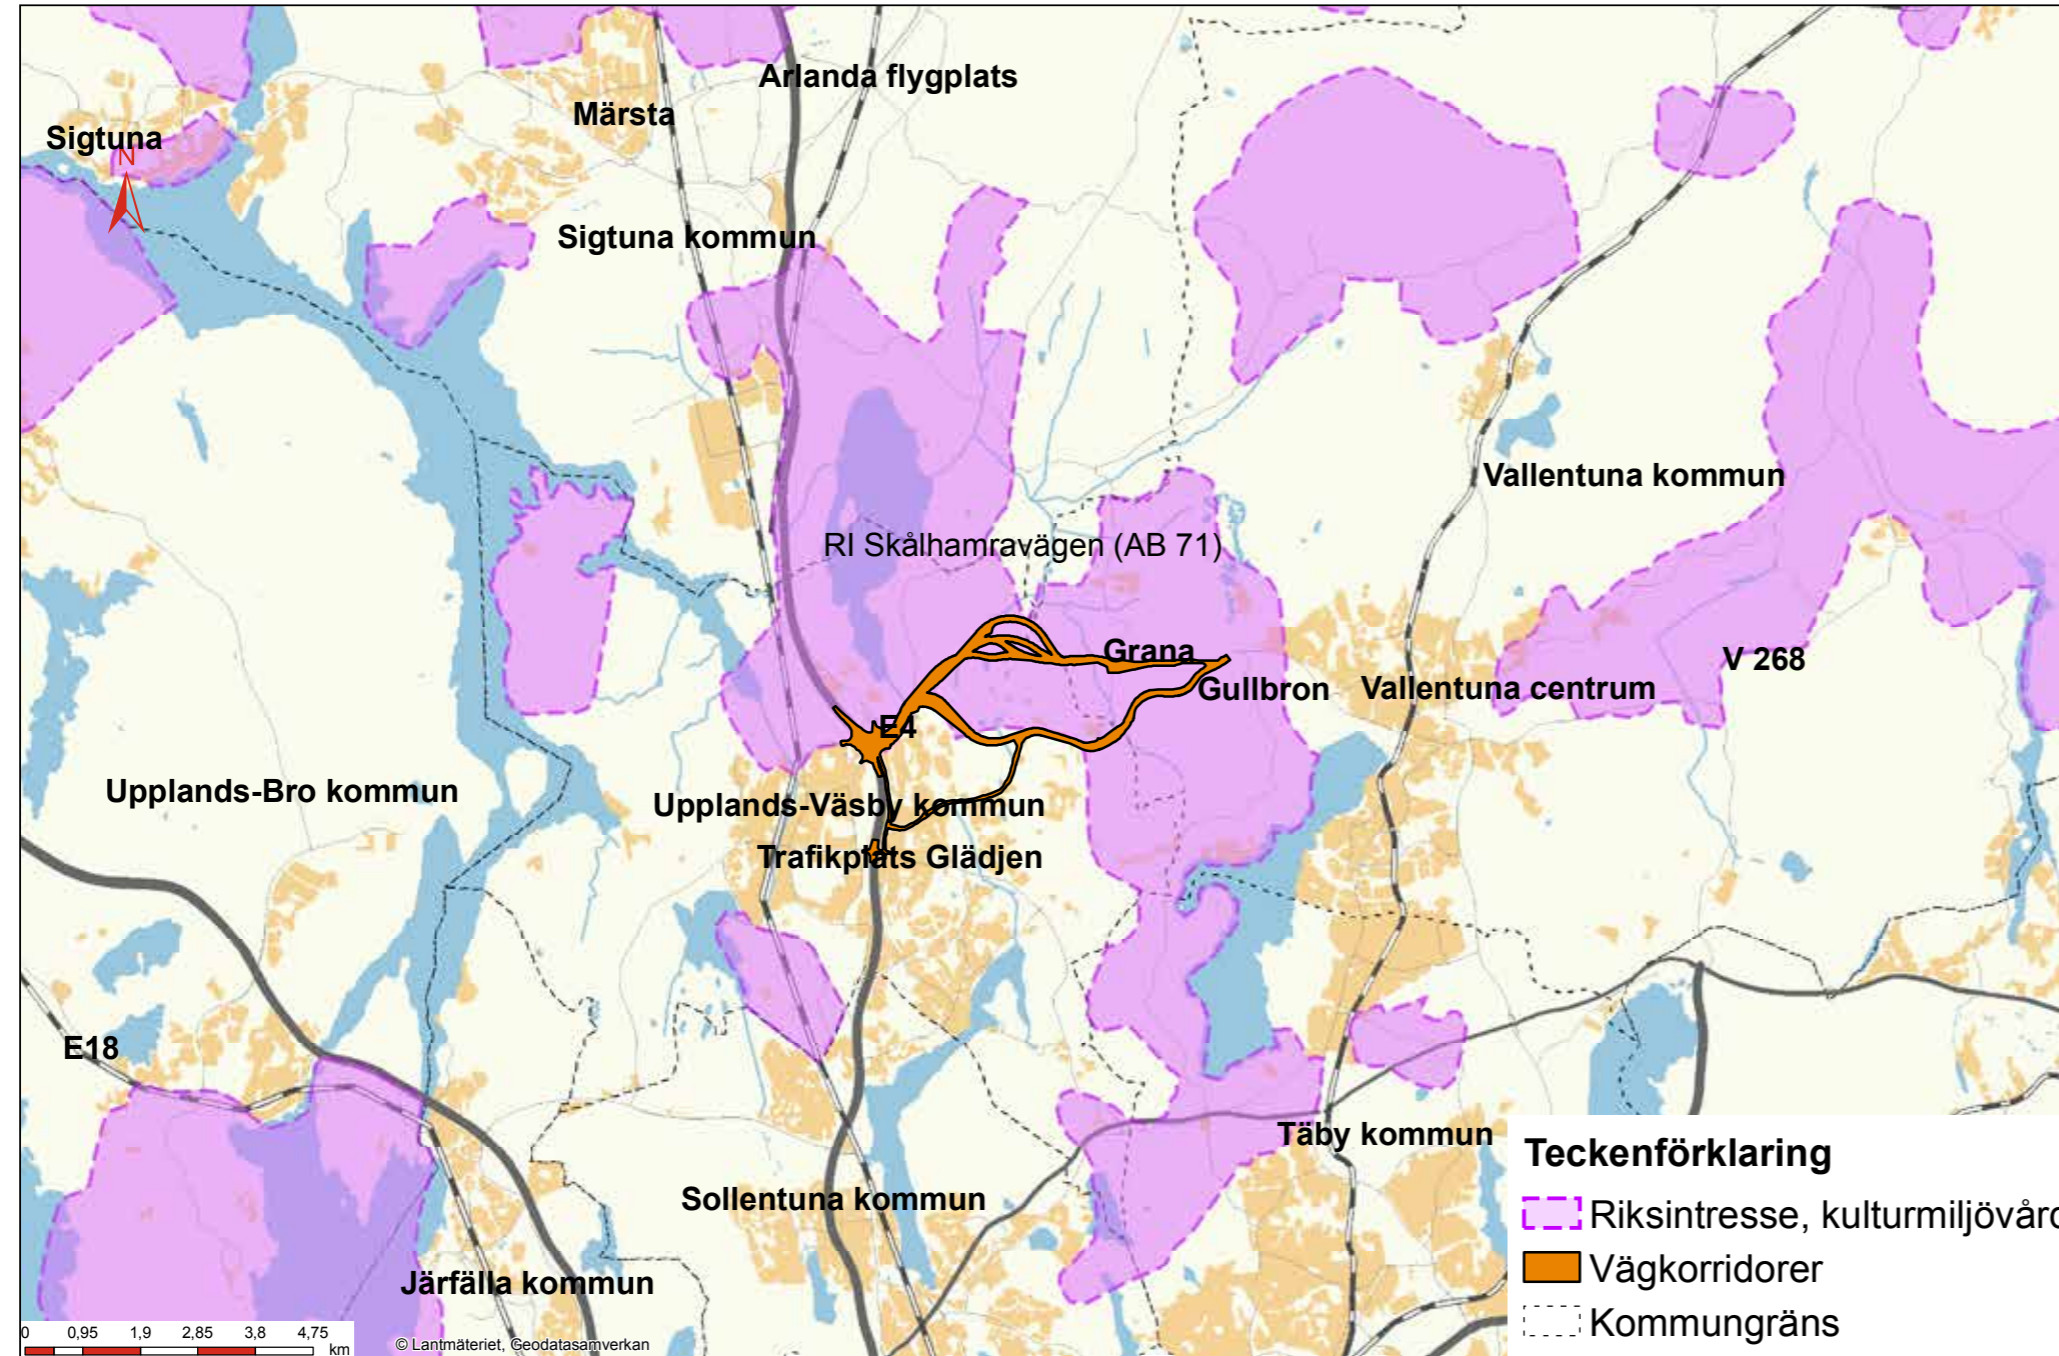 Arlanda flygplats
Märsta
Sigtuna
N
Sigtuna kommun
Vallentuna kommun
RI Skålhamravägen (AB 71)
Grana
V 268
Gullbron
Vallentuna centrum
E4
Upplands-Bro kommun
Upplands-Väsby kommun
Trafikplats Glädjen
E18
Täby kommun
Sollentuna kommun
Järfälla kommun
Teckenförklaring
Riksintresse, kulturmiljövård
Vägkorridorer
Kommungräns
0 0,95 1,9 2,85 3,8 4,75
km
© Lantmäteriet, Geodatasamverkan